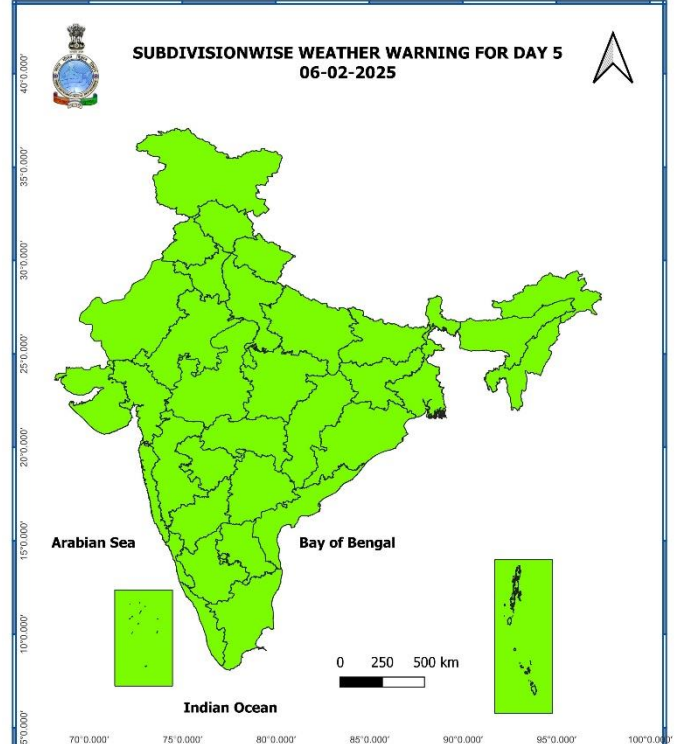 SUBDIVISIONWISE WEATHER WARNING FOR DAY 5
06-02-2025
40°0.000'
35°0.000'
30°0.000'
25°0.000'
20°0.000'
15°0.000'
Arabian Sea
Bay of Bengal
10°0.000'
0 250 500 km
Indian Ocean
5°0.000'
70°0.000' 75°0.000' 80°0.000' 85°0.000' 90°0.000' 95°0.000' 100°0.000'